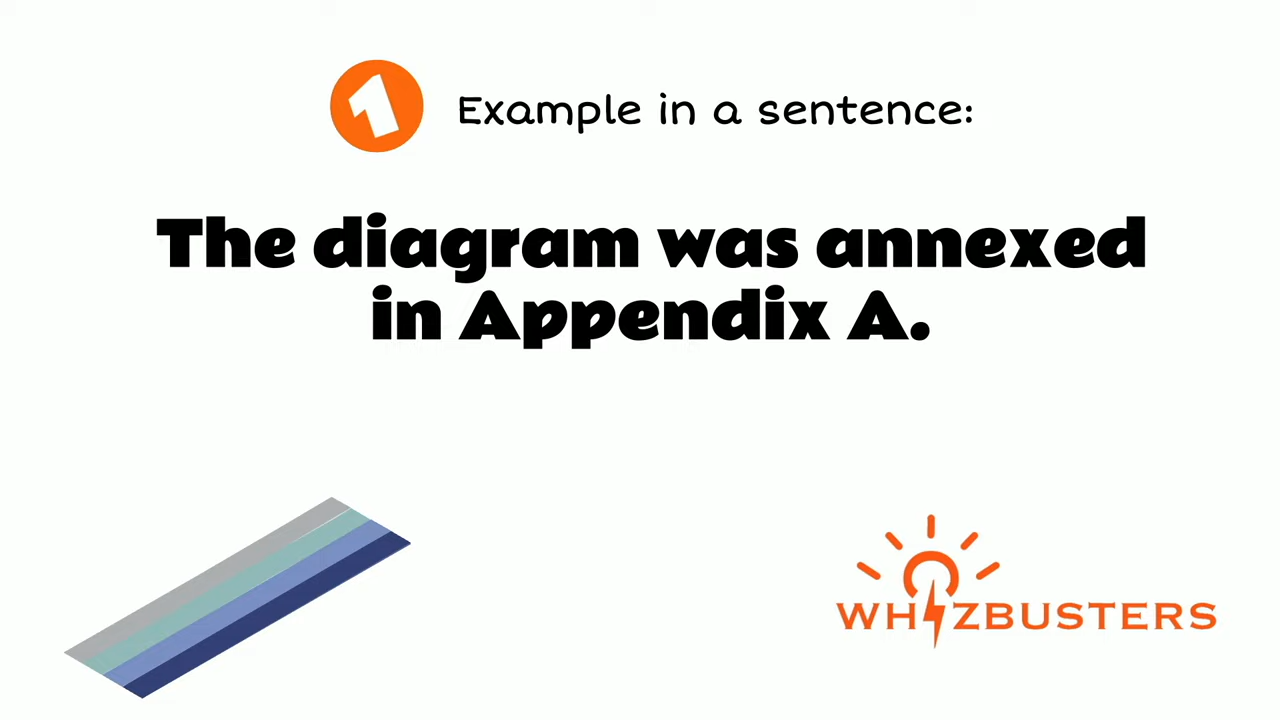 1 Example in a sentence:
The diagram was annexed
in Appendix A.
WHIZBUSTERS